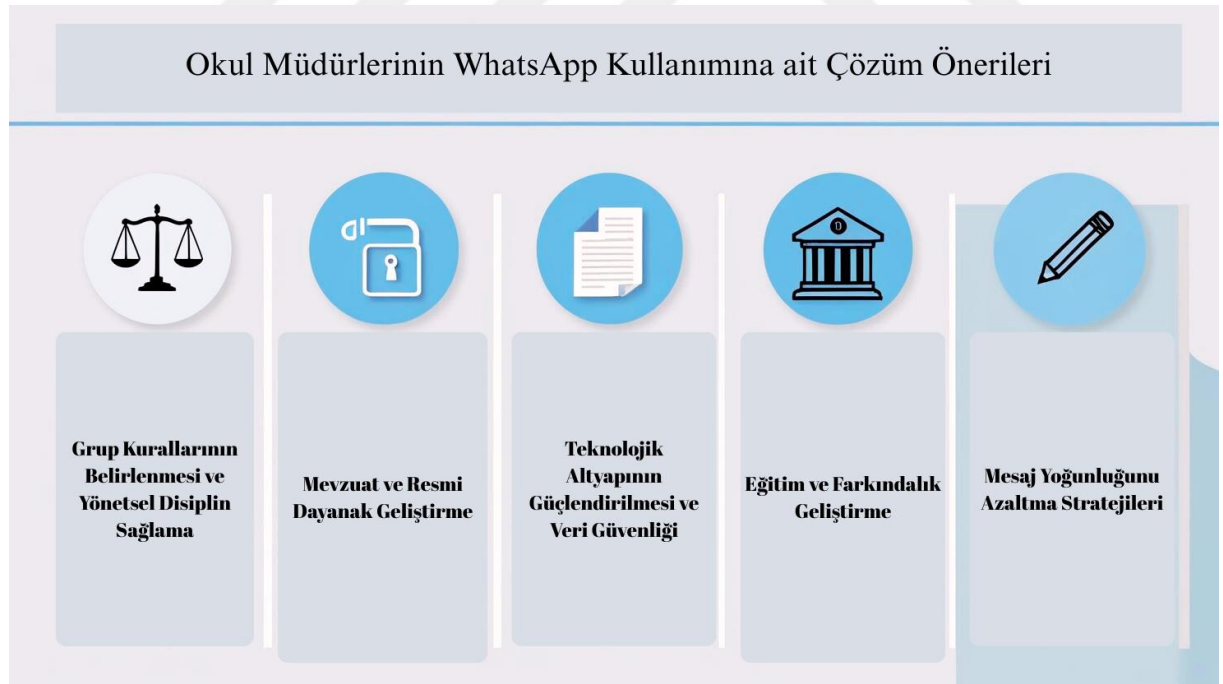 Okul Müdürlerinin WhatsApp Kullanımına ait Çözüm Önerileri
Grup Kurallarının
Belirlenmesi ve
Yönetsel Disiplin
Sağlama
Mevzuat ve Resmi
Dayanak Geliştirme
Teknolojik
Altyapının
Güçlendirilmesi ve
Veri Güvenliği
Eğitim ve Farkındalık
Geliştirme
Mesaj Yoğunluğunu
Azaltma Stratejileri